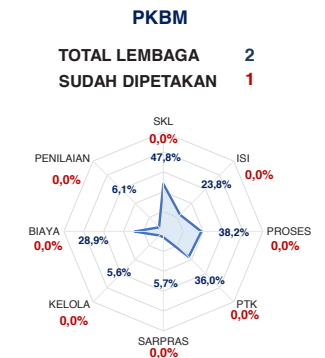 PKBM
TOTAL LEMBAGA 2
SUDAH DIPETAKAN 1
SKL
0,0%
47,8%
PENILAIAN
0,0%
6,1%
ISI
0,0%
23,8%
BIAYA
0,0%
28,9%
38,2%
PROSES
0,0%
5,6%
5,7%
36,0%
KELOLA
0,0%
PTK
0,0%
SARPRAS
0.0%